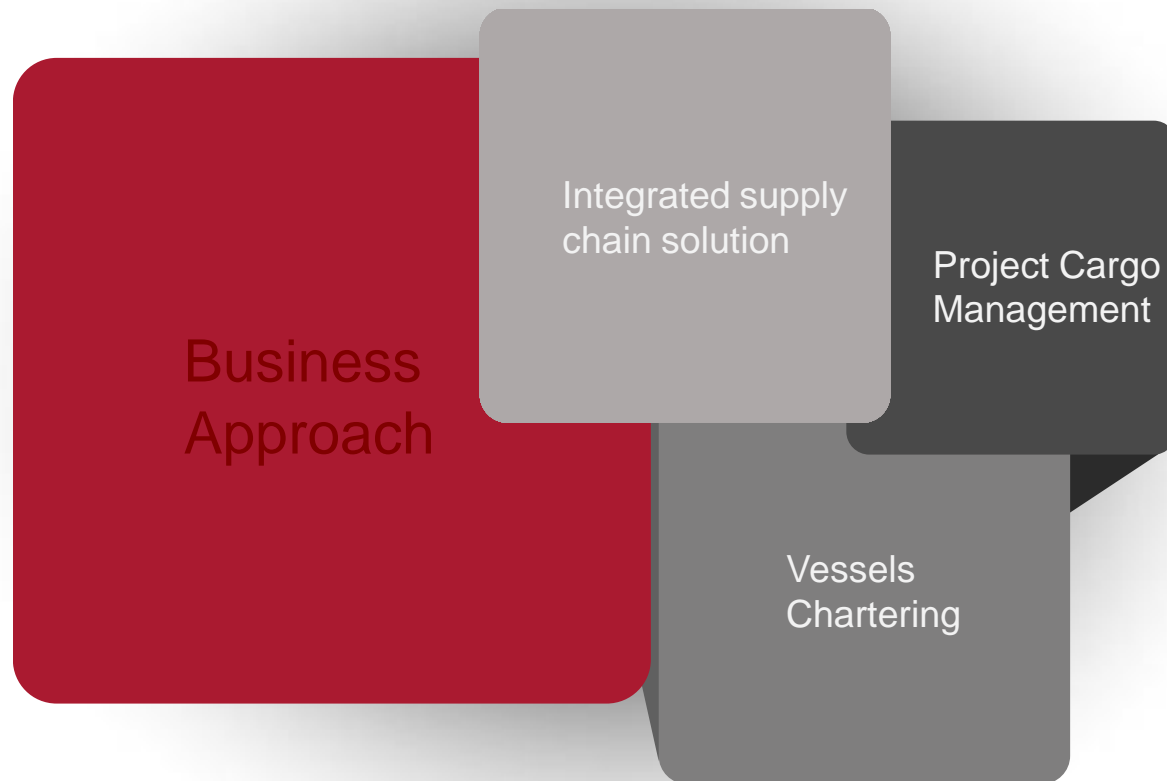 Business
Approach
Integrated supply
chain solution
Project Cargo
Management
Vessels
Chartering